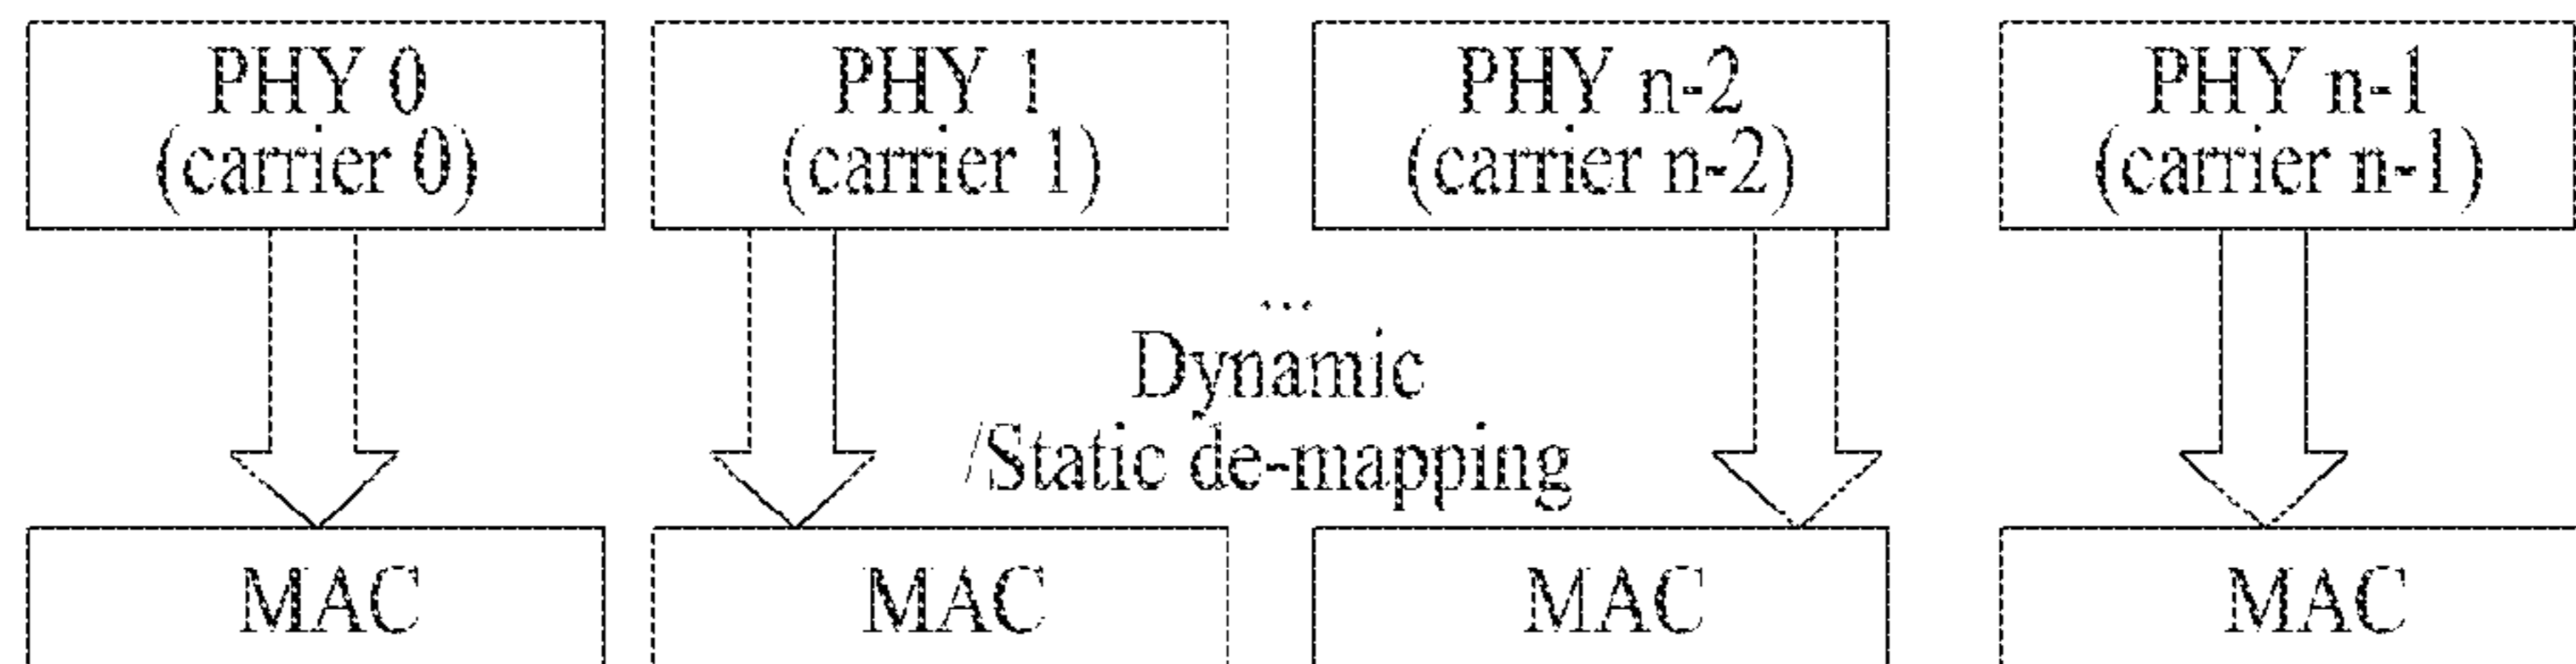 PHY 0
(carrier 0)
PHY 1
(carrier 1)
PHY n-2
(carrier n-2)
PHY n-1
(carrier n-1)
...
Dynamic
/Static de-mapping
MAC
MAC
MAC
MAC